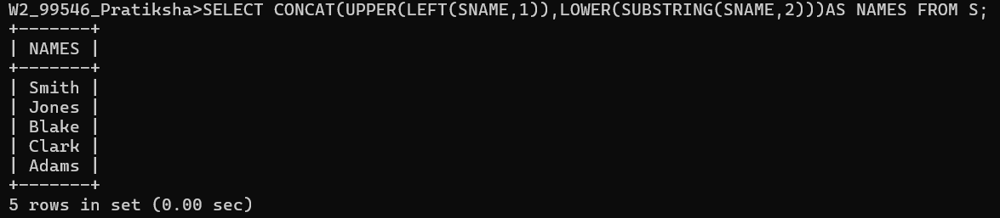 W2_99546_Pratiksha>SELECT CONCAT(UPPER(LEFT(SNAME,1)),LOWER(SUBSTRING(SNAME,2)))AS NAMES FROM S;
+-------+
| NAMES |
+-------+
| Smith |
| Jones |
| Blake |
| Clark |
| Adams |
+-------+
5 rows in set (0.00 sec)